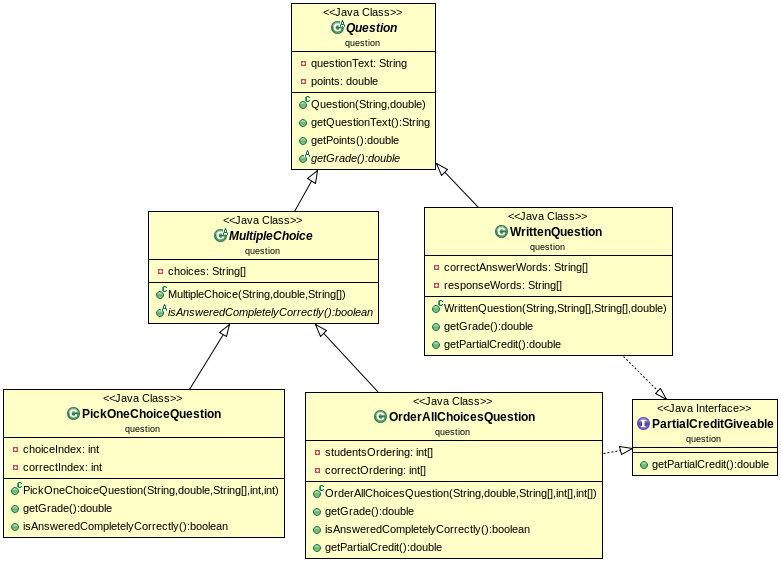 <<Java Class>>
Question
question
questionText: String
points: double
Question(String,double)
getQuestionText():String
getPoints():double
getGrade():double
<<Java Class>>
MultipleChoice
question
choices: String[]
MultipleChoice(String,double,String[])
isAnsweredCompletelyCorrectly():boolean
<<Java Class>>
WrittenQuestion
question
correctAnswerWords: String[]
responseWords: String[]
WrittenQuestion(String,String[],String[],double)
getGrade():double
getPartialCredit():double
<<Java Class>>
PickOneChoiceQuestion
question
choiceIndex: int
correctIndex: int
PickOneChoiceQuestion(String,double,String[],int,int)
getGrade():double
isAnsweredCompletelyCorrectly():boolean
<<Java Class>>
OrderAllChoicesQuestion
question
studentsOrdering: int[]
correctOrdering: int[]
OrderAllChoicesQuestion(String,double,String[],int[],int[])
getGrade():double
isAnsweredCompletelyCorrectly():boolean
getPartialCredit():double
<<Java Interface>>
PartialCreditGiveable
question
getPartialCredit():double